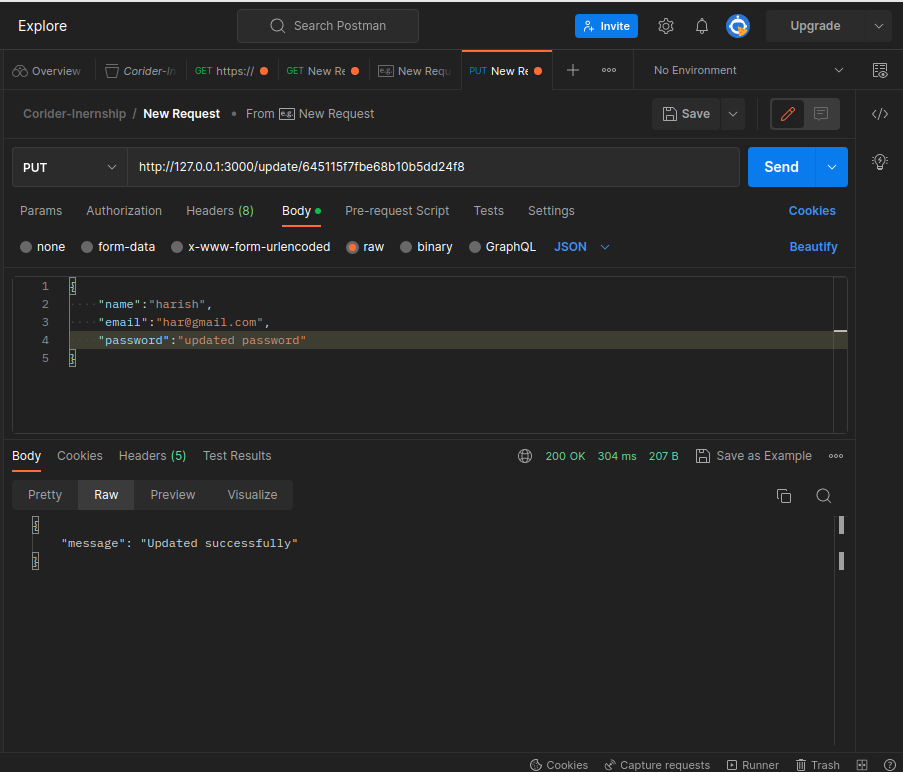 Explore
Search Postman
Invite
Upgrade
Overview
Corider-In
GET https://
GET New Re
New Requ
PUT New Re
No Environment
Corider-Inernship / New Request
From e.g. New Request
Save
PUT
http://127.0.0.1:3000/update/645115f7fbe68b10b5dd24f8
Send
Params Authorization Headers (8) Body Pre-request Script Tests Settings Cookies
none form-data x-www-form-urlencoded raw binary GraphQL JSON Beautify
1 {
2 "name":"harish",
3 "email":"har@gmail.com",
4 "password":"updated password"
5 }
Body Cookies Headers (5) Test Results 200 OK 304 ms 207 B Save as Example
Pretty Raw Preview Visualize
{
"message": "Updated successfully"
}
Cookies Capture requests Runner Trash